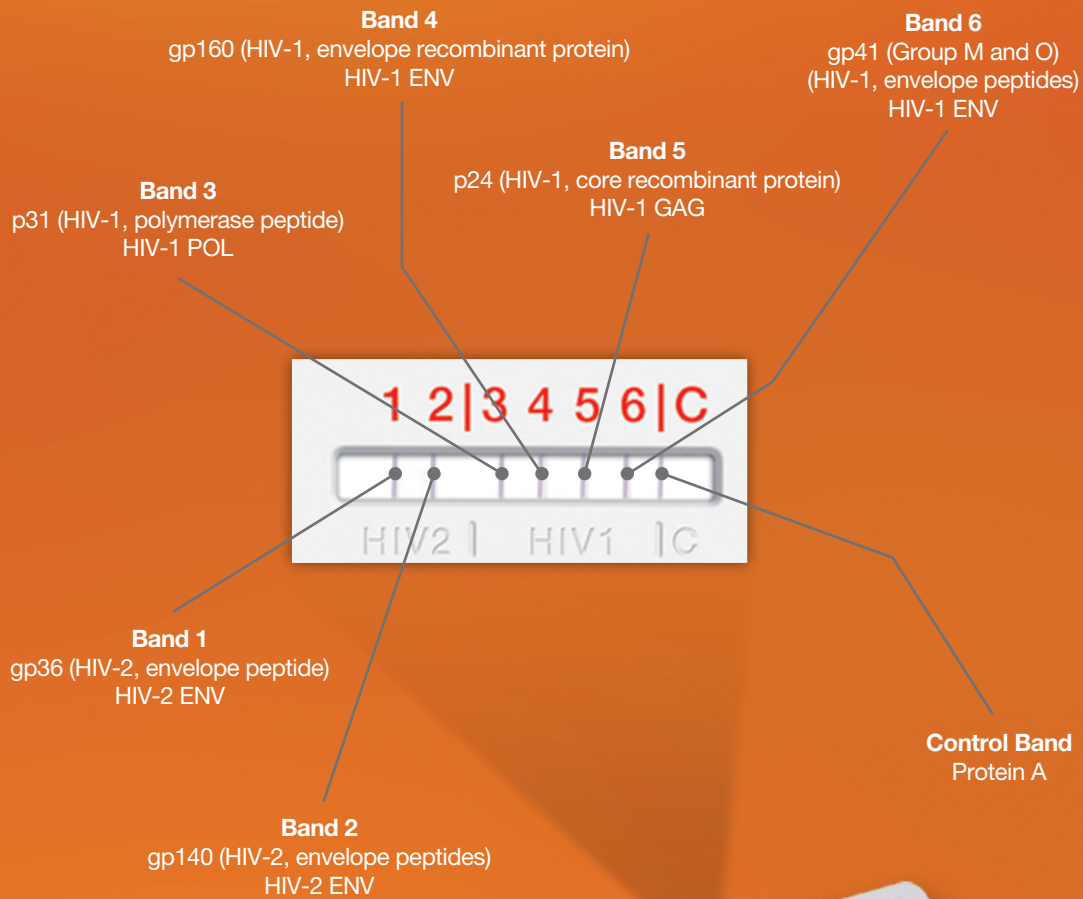 Band 4
gp160 (HIV-1, envelope recombinant protein)
HIV-1 ENV
Band 6
gp41 (Group M and O)
(HIV-1, envelope peptides)
HIV-1 ENV
Band 5
p24 (HIV-1, core recombinant protein)
HIV-1 GAG
Band 3
p31 (HIV-1, polymerase peptide)
HIV-1 POL
1 2|3 4 5 6|C
HIV2 | HIV1 |C
Band 1
gp36 (HIV-2, envelope peptide)
HIV-2 ENV
Control Band
Protein A
Band 2
gp140 (HIV-2, envelope peptides)
HIV-2 ENV